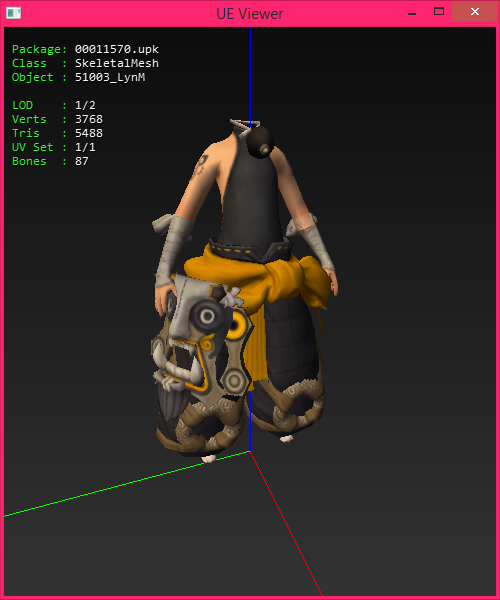 UE Viewer
Package: 00011570.upk
Class : SkeletalMesh
Object : 51003_LynM
LOD : 1/2
Verts : 3768
Tris : 5488
UV Set : 1/1
Bones : 87